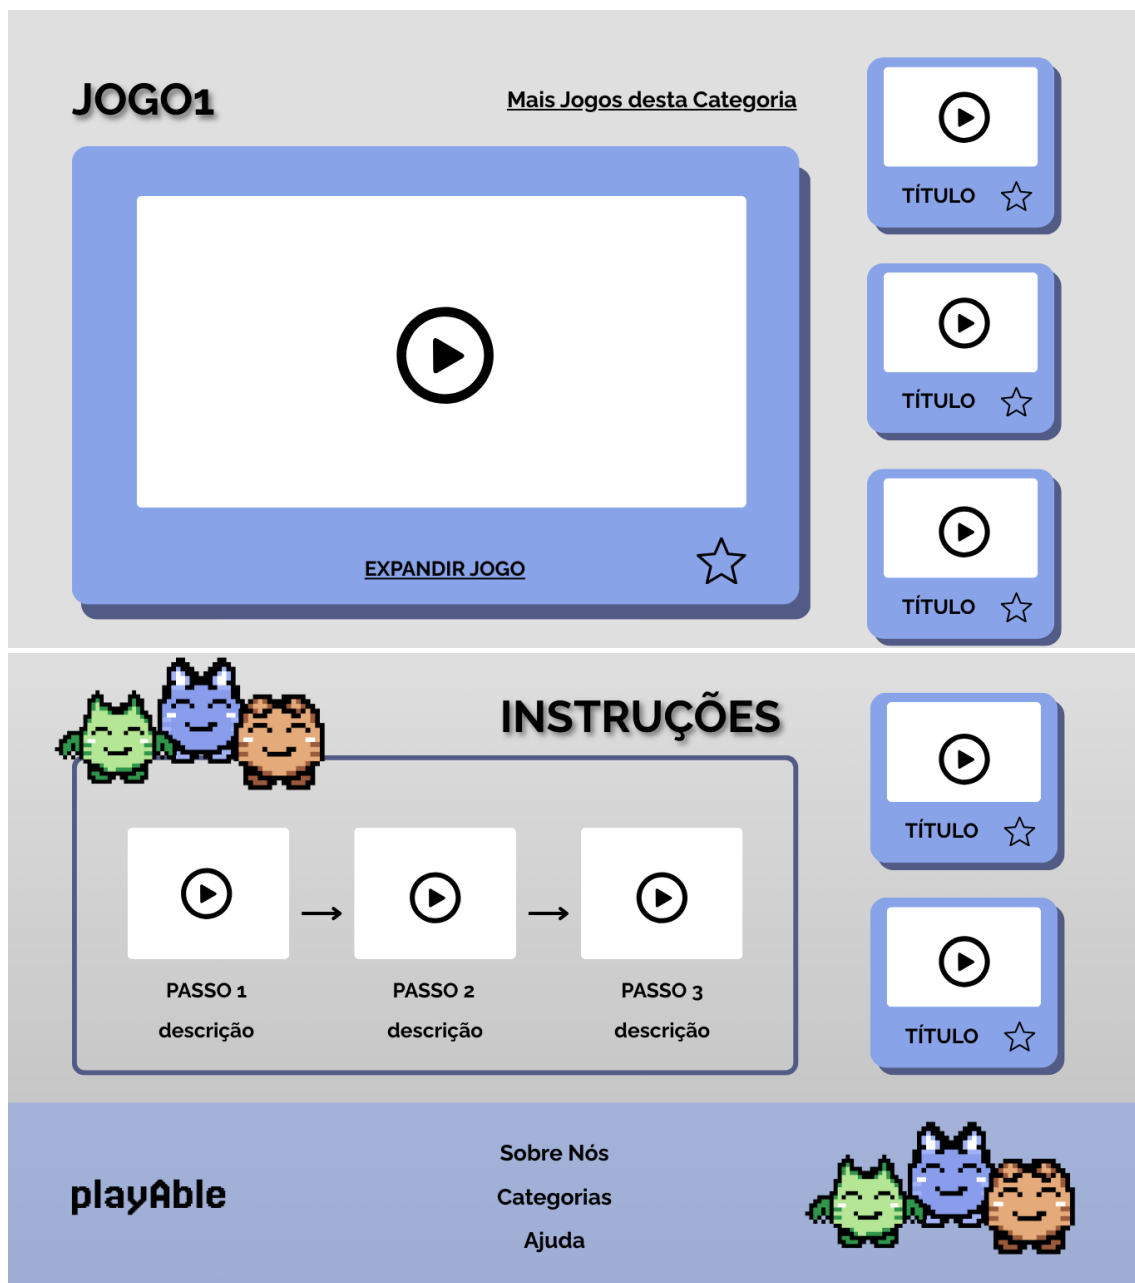 JOGO1
Mais Jogos desta Categoria
TÍTULO
TÍTULO
EXPANDIR JOGO
TÍTULO
INSTRUÇÕES
TÍTULO
PASSO 1
PASSO 2
PASSO 3
descrição
descrição
descrição
TÍTULO
Sobre Nós
playAble
Categorias
Ajuda